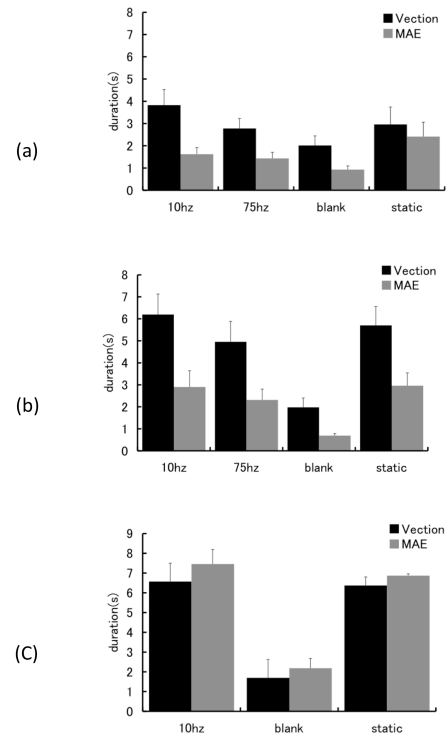 (a)
Vection
MAE
duration(s)
8
7
6
5
4
3
2
1
0
10hz 75hz blank static
(b)
Vection
MAE
duration(s)
8
7
6
5
4
3
2
1
0
10hz 75hz blank static
(C)
Vection
MAE
duration(s)
9
8
7
6
5
4
3
2
1
0
10hz blank static